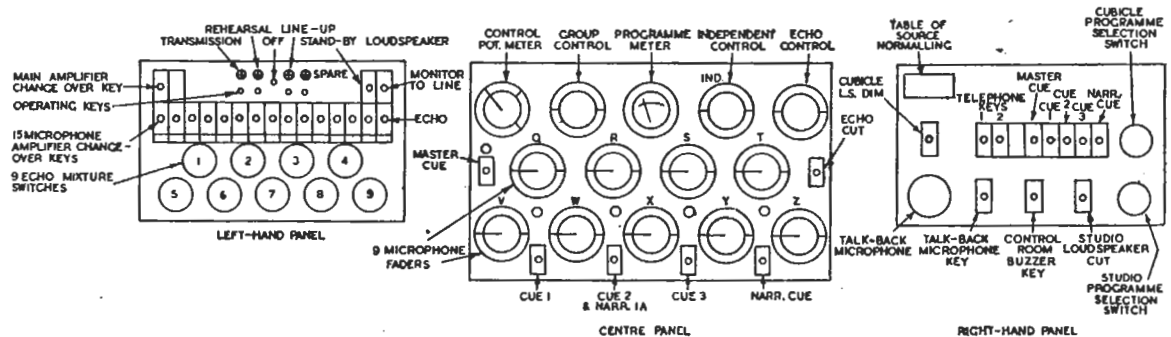 REHEARSAL LINE-UP
TRANSMISSION OFF STAND-BY LOUDSPEAKER
SPARE
MAIN AMPLIFIER
CHANGE OVER KEY
OPERATING KEYS
15 MICROPHONE
AMPLIFIER CHANGE-
OVER KEYS
9 ECHO MIXTURE
SWITCHES
MONITOR
TO LINE
ECHO
1 2 3 4
5 6 7 8 9
LEFT-HAND PANEL
CONTROL
POT. METER
GROUP
CONTROL
PROGRAMME
METER
INDEPENDENT
CONTROL
ECHO
CONTROL
IND.
Q R S T
MASTER
CUE
ECHO
CUT
V W X Y Z
9 MICROPHONE
FADERS
CUE 1
CUE 2
& NARR. 1A
CUE 3
NARR. CUE
CENTRE PANEL
TABLE OF
SOURCE
NORMALLING
CUBICLE
PROGRAMME
SELECTION
SWITCH
CUBICLE
L.S. DIM
TELEPHONE
KEYS
1 2
MASTER
CUE
CUE
1
CUE
2
CUE
3
NARR.
CUE
TALK-BACK
MICROPHONE
TALK-BACK
MICROPHONE
KEY
CONTROL
ROOM
BUZZER
KEY
STUDIO
LOUDSPEAKER
CUT
STUDIO
PROGRAMME
SELECTION
SWITCH
RIGHT-HAND PANEL